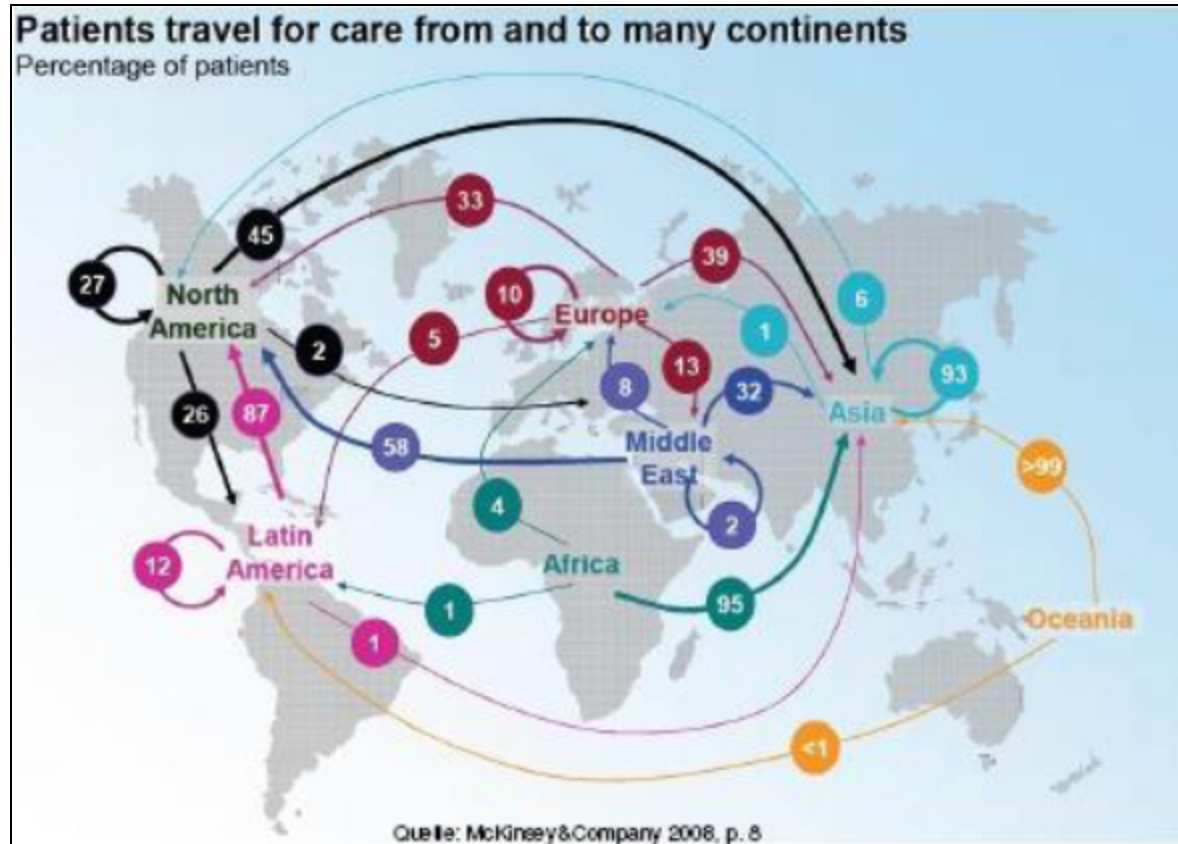 Patients travel for care from and to many continents
Percentage of patients
33
45
39
27
10
6
North
America
Europe
1
5
2
13
93
8
32
26
87
Asia
58
Middle
East
>99
4
2
Latin
America
12
Africa
1
95
Oceania
1
<1
Quelle: McKinsey&Company 2008, p. 8